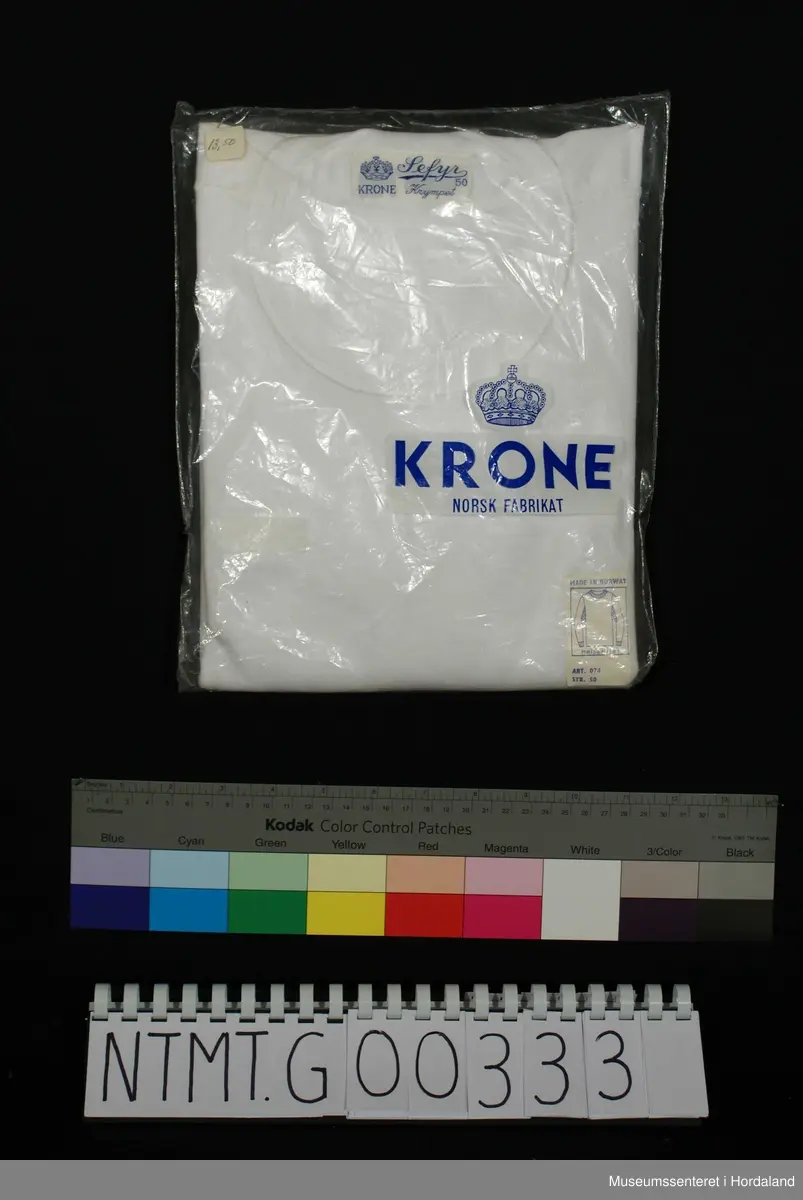 13,50
Sefyr
KRONE
50
Krympet
KRONE
NORSK FABRIKAT
MADE IN NORWAY
ART. 074
STR. 50
Kodak Color Control Patches
Blue Cyan Green Yellow Red Magenta White 3/Color Black
NTMT.G00333
Museumssenteret i Hordaland